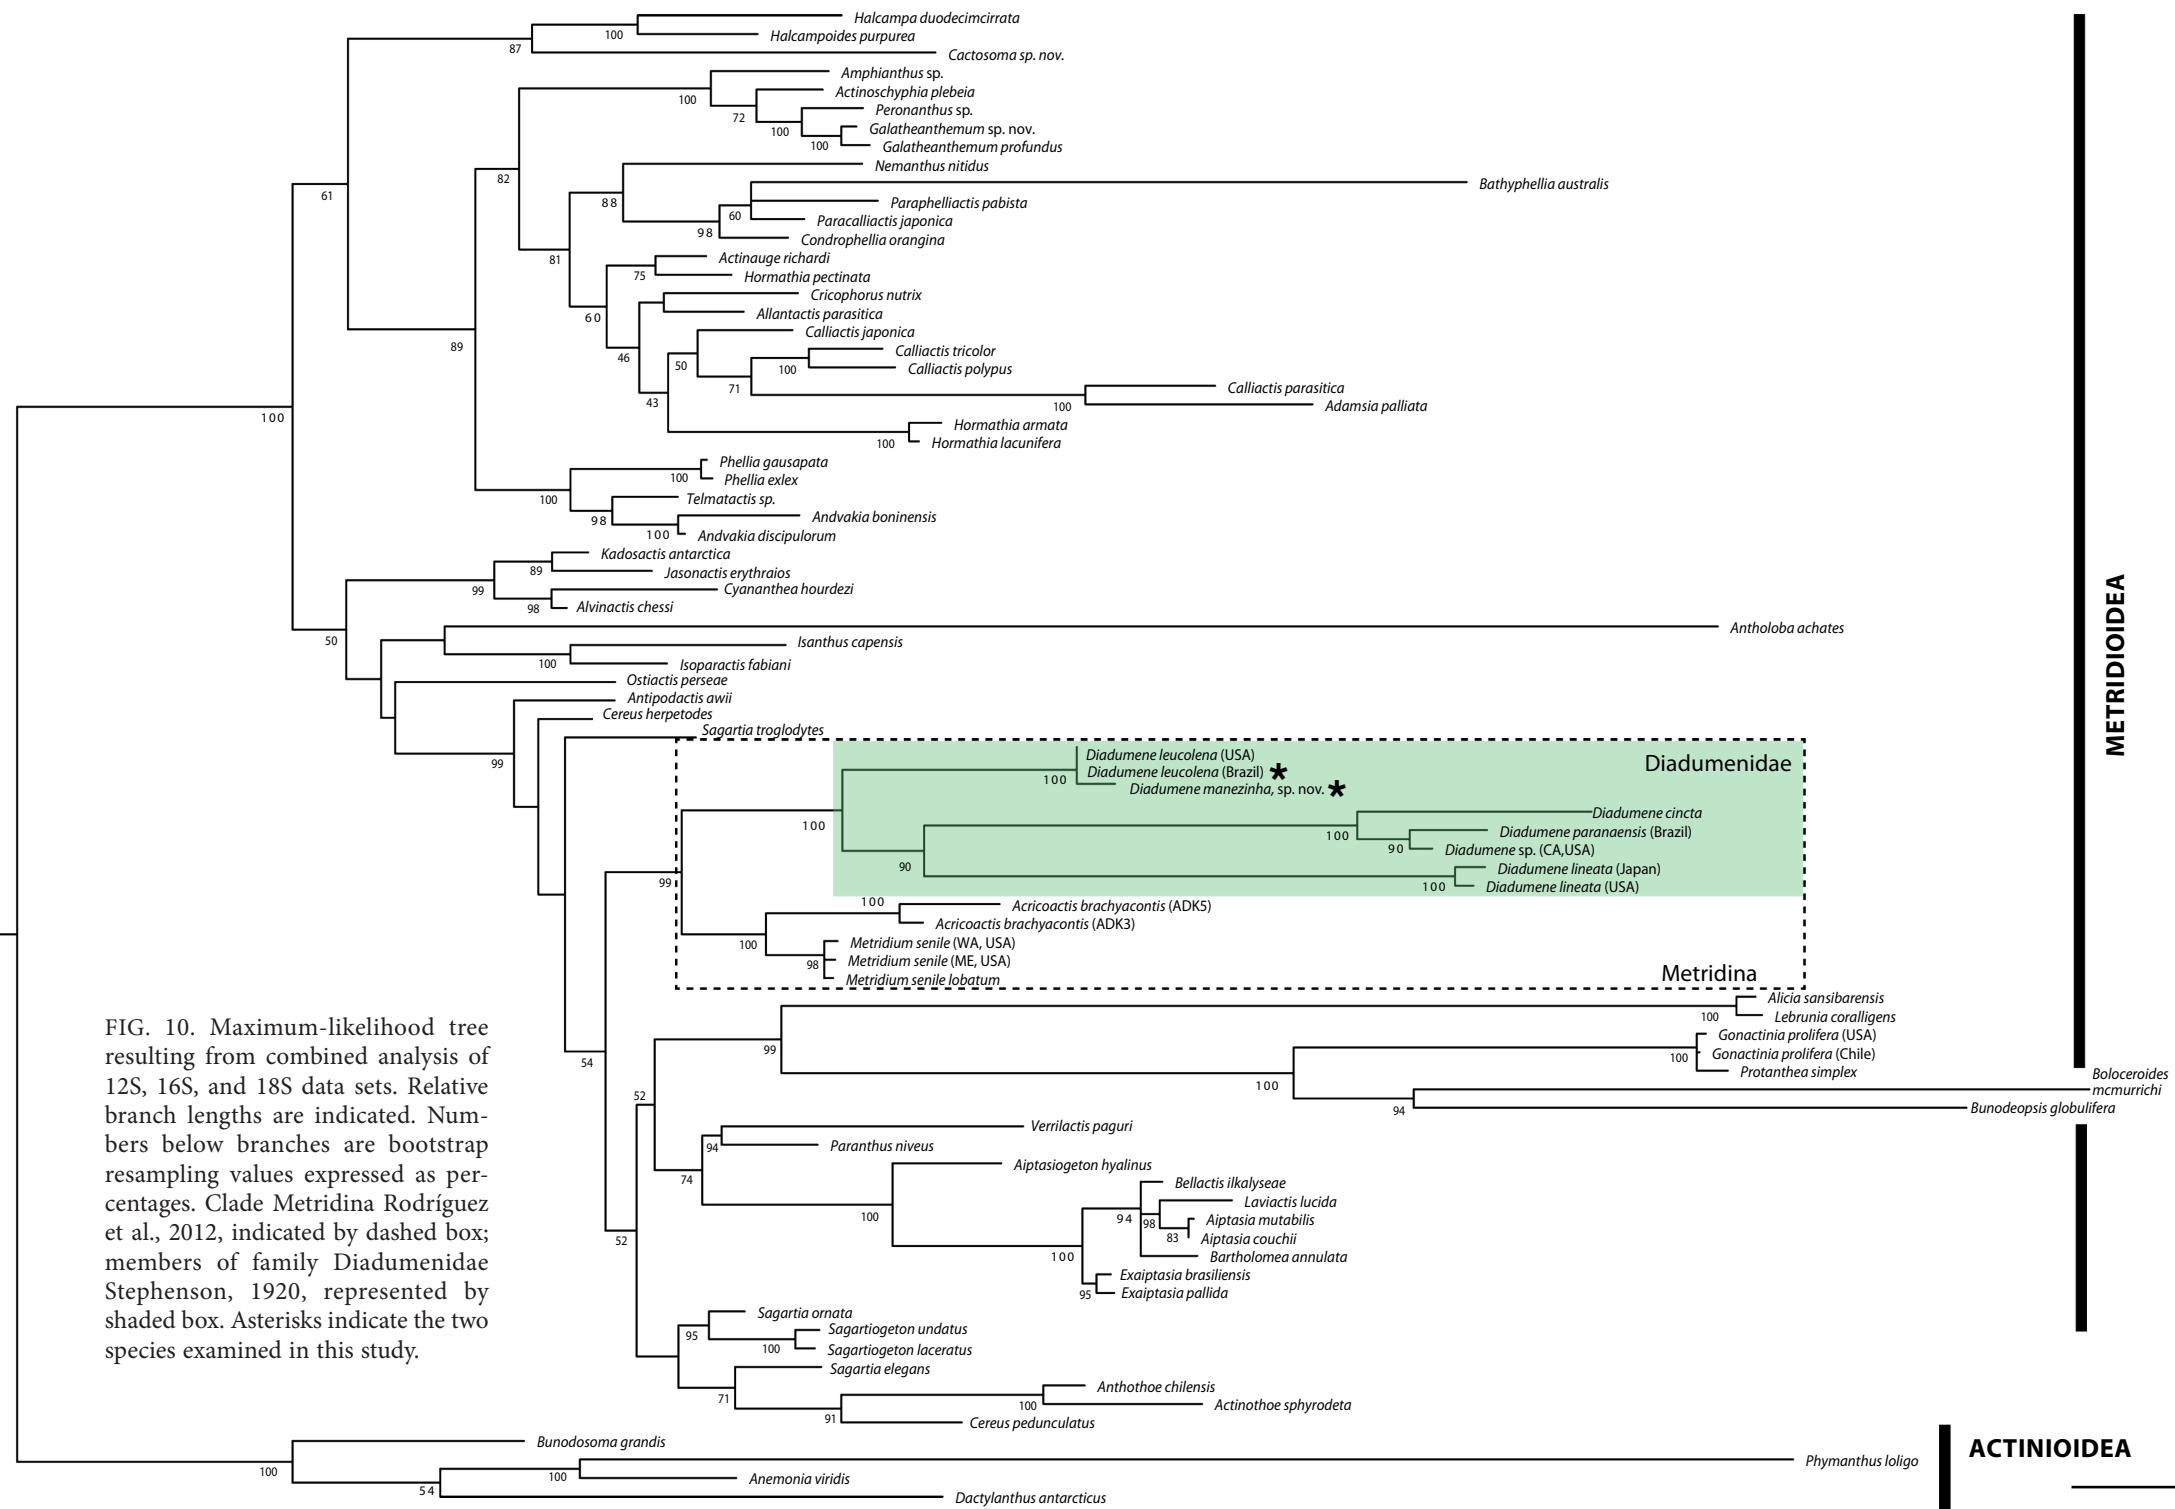 Halcampa duodecimcirrata
100
Halcampoides purpurea
87
Cactosoma sp. nov.
Amphianthus sp.
Actinoschyphia plebeia
100
Peronanthus sp.
72
Galatheanthemum sp. nov.
100
Galatheanthemum profundus
100
Nemanthus nitidus
82
Bathyphellia australis
61
88
Paraphelliactis pabista
60
Paracalliactis japonica
98
Condrophellia orangina
81
Actinauge richardi
75
Hormathia pectinata
Cricophorus nutrix
60
Allantactis parasitica
Calliactis japonica
89
46
Calliactis tricolor
50
100
Calliactis polypus
71
Calliactis parasitica
43
100
Adamsia palliata
100
Hormathia armata
100
Hormathia lacunifera
Phellia gausapata
100
Phellia exlex
100
Telmatactis sp.
98
Andvakia boninensis
100
Andvakia discipulorum
Kadosactis antarctica
89
Jasonactis erythraios
99
Cyananthea hourdezi
98
Alvinactis chessi
50
Antholoba achates
Isanthus capensis
100
Isoparactis fabiani
Ostiactis perseae
Antipodactis awii
Cereus herpetodes
Sagartia troglodytes
99
Diadumenidae
Diadumene leucolena (USA)
100
Diadumene leucolena (Brazil) *
Diadumene manezinha, sp. nov. *
100
Diadumene cincta
100
Diadumene paranaensis (Brazil)
90
Diadumene sp. (CA,USA)
90
Diadumene lineata (Japan)
99
100
Diadumene lineata (USA)
100
Acricoactis brachyacontis (ADK5)
Acricoactis brachyacontis (ADK3)
100
Metridium senile (WA, USA)
98
Metridium senile (ME, USA)
Metridium senile lobatum
Metridina
METRIDIOIDEA
Alicia sansibarensis
100
Lebrunia coralligens
Gonactinia prolifera (USA)
99
100
Gonactinia prolifera (Chile)
54
Protanthea simplex
100
Boloceroides
mcmurrichi
52
94
Bunodeopsis globulifera
Verrilactis paguri
94
Paranthus niveus
74
Aiptasiogeton hyalinus
Bellactis ilkalyseae
100
Laviactis lucida
94
98
Aiptasia mutabilis
52
83
Aiptasia couchii
100
Bartholomea annulata
Exaiptasia brasiliensis
95
Exaiptasia pallida
Sagartia ornata
95
Sagartiogeton undatus
100
Sagartiogeton laceratus
Sagartia elegans
71
Anthothoe chilensis
100
Actinothoe sphyrodeta
91
Cereus pedunculatus
Bunodosoma grandis
100
Phymanthus loligo
100
Anemonia viridis
54
Dactylanthus antarcticus
ACTINIOIDEA
FIG. 10. Maximum-likelihood tree
resulting from combined analysis of
12S, 16S, and 18S data sets. Relative
branch lengths are indicated. Num-
bers below branches are bootstrap
resampling values expressed as per-
centages. Clade Metridina Rodríguez
et al., 2012, indicated by dashed box;
members of family Diadumenidae
Stephenson, 1920, represented by
shaded box. Asterisks indicate the two
species examined in this study.